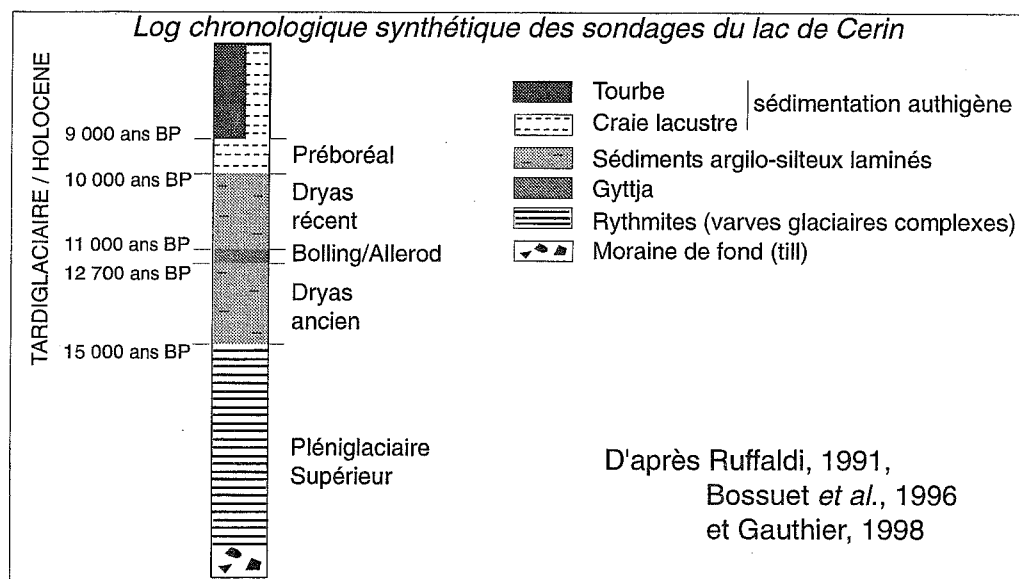 Log chronologique synthétique des sondages du lac de Cerin
TARDIGLACIAIRE / HOLOCENE
9 000 ans BP
Préboréal
10 000 ans BP
Dryas
récent
11 000 ans BP
Bolling/Allerod
12 700 ans BP
Dryas
ancien
15 000 ans BP
Pléniglaciaire
Supérieur
Tourbe
Craie lacustre
sédimentation authigène
Sédiments argilo-silteux laminés
Gyttja
Rythmites (varves glaciaires complexes)
Moraine de fond (till)
D'après Ruffaldi, 1991,
Bossuet et al., 1996
et Gauthier, 1998